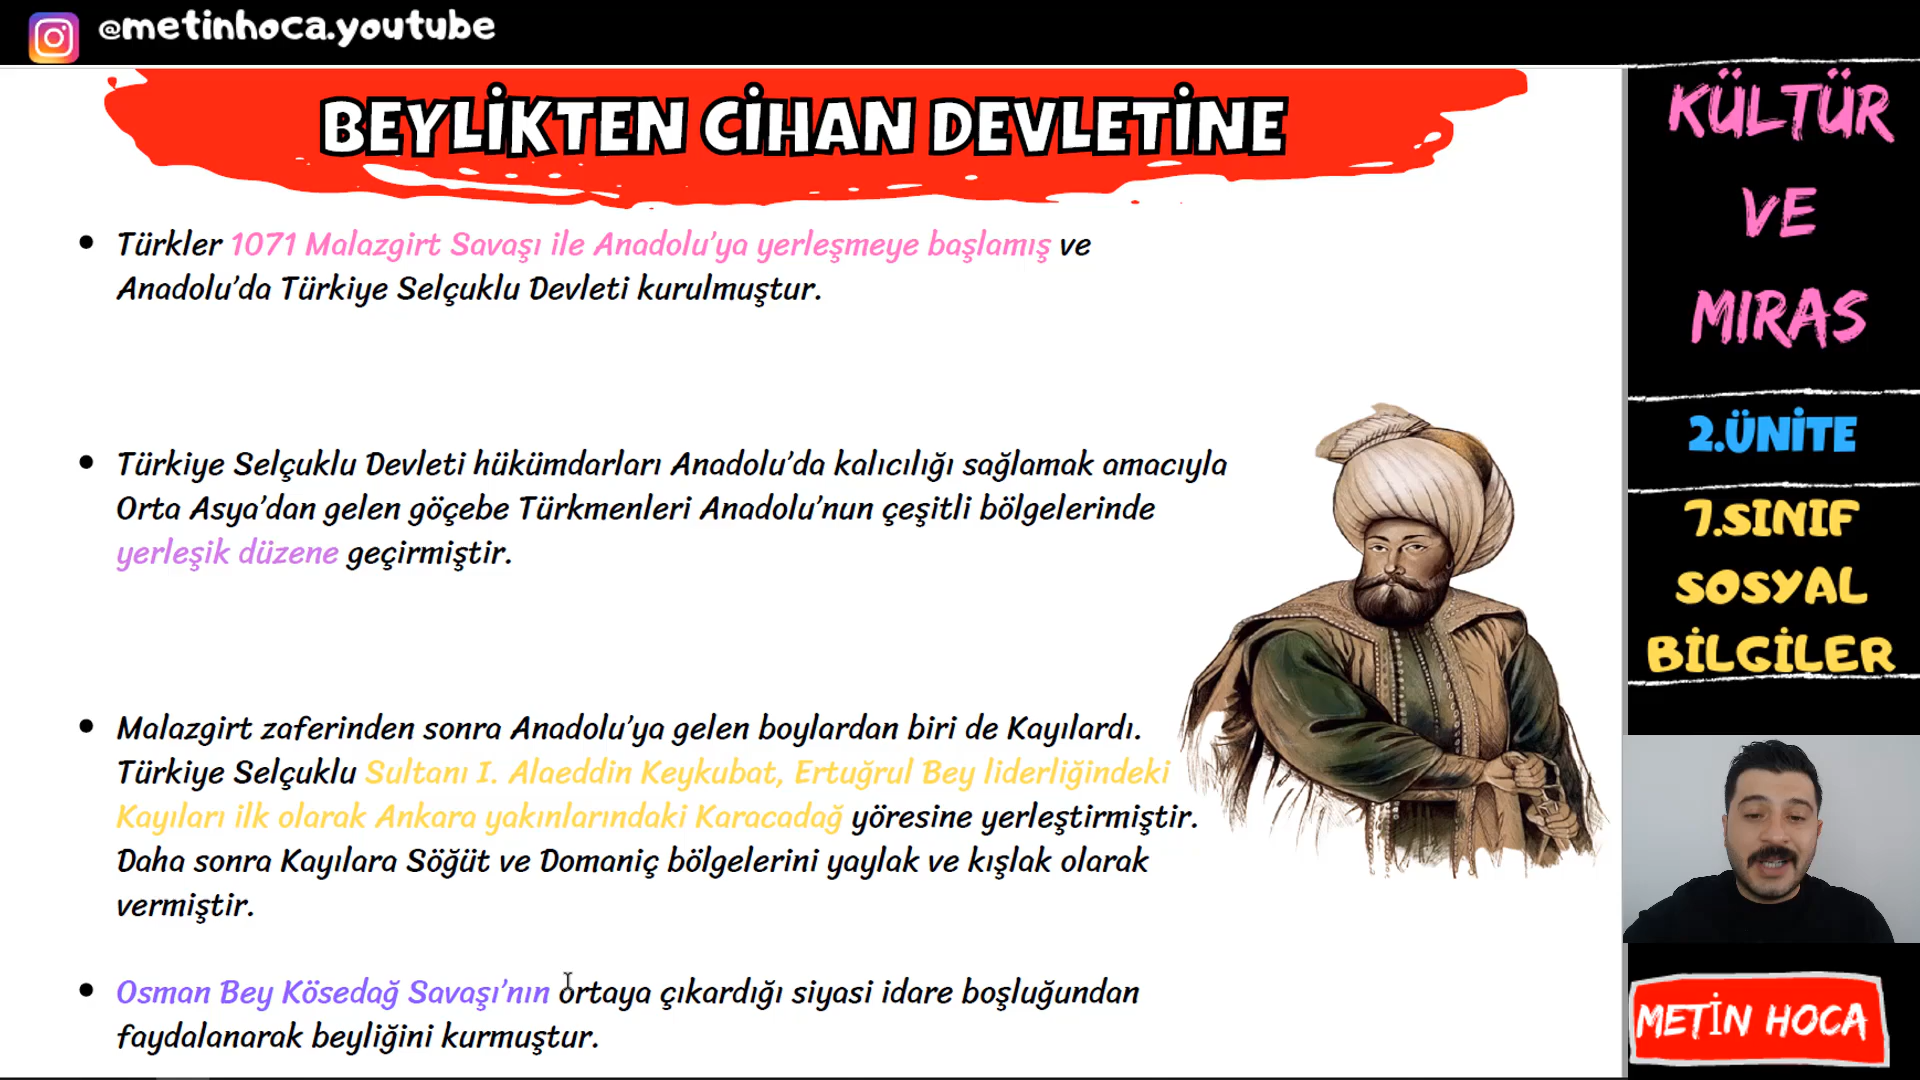 @metinhoca.youtube
BEYLİKTEN CİHAN DEVLETİNE
• Türkler 1071 Malazgirt Savaşı ile Anadolu'ya yerleşmeye başlamış ve
Anadolu'da Türkiye Selçuklu Devleti kurulmuştur.
• Türkiye Selçuklu Devleti hükümdarları Anadolu'da kalıcılığı sağlamak amacıyla
Orta Asya'dan gelen göçebe Türkmenleri Anadolu'nun çeşitli bölgelerinde
yerleşik düzene geçirmiştir.
• Malazgirt zaferinden sonra Anadolu'ya gelen boylardan biri de Kayılardı.
Türkiye Selçuklu Sultanı I. Alaeddin Keykubat, Ertuğrul Bey liderliğindeki
Kayıları ilk olarak Ankara yakınlarındaki Karacadağ yöresine yerleştirmiştir.
Daha sonra Kayılara Söğüt ve Domaniç bölgelerini yaylak ve kışlak olarak
vermiştir.
• Osman Bey Kösedağ Savaşı'nın ortaya çıkardığı siyasi idare boşluğundan
faydalanarak beyliğini kurmuştur.
KÜLTÜR
VE
MIRAS
2.ÜNİTE
7.SINIF
SOSYAL
BİLGİLER
METİN HOCA